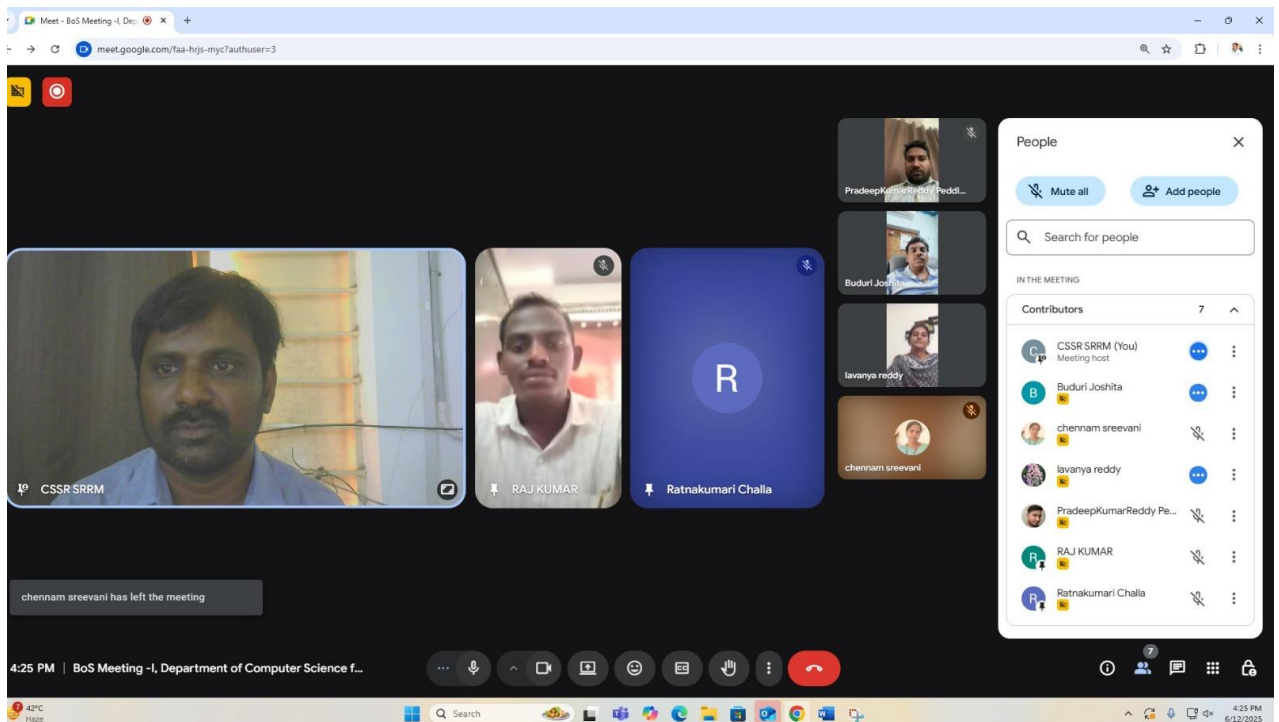 Meet - BoS Meeting -I, Dep
meet.google.com/faa-hrjs-myc?authuser=3
PradeepKumarReddy Peddi...
Buduri Joshita
lavanya reddy
chennam sreevani
CSSR SRRM
RAJ KUMAR
R
Ratnakumari Challa
People
Mute all
Add people
Search for people
IN THE MEETING
Contributors 7
C
CSSR SRRM (You)
Meeting host
B
Buduri Joshita
chennam sreevani
lavanya reddy
PradeepKumarReddy Pe...
R
RAJ KUMAR
R
Ratnakumari Challa
chennam sreevani has left the meeting
4:25 PM | BoS Meeting -I, Department of Computer Science f...
7
7
42°C
Haze
Search
4:25 PM
6/12/2025